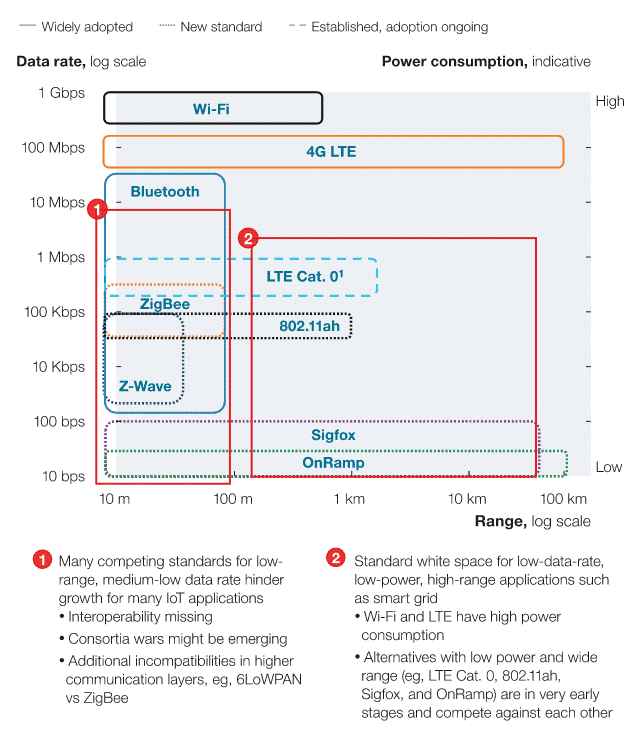 Widely adopted
New standard
Established, adoption ongoing
Data rate, log scale
Power consumption, indicative
1 Gbps
High
Wi-Fi
100 Mbps
4G LTE
Bluetooth
10 Mbps
1
2
1 Mbps
LTE Cat. 0¹
ZigBee
100 Kbps
802.11ah
10 Kbps
Z-Wave
100 bps
Sigfox
OnRamp
Low
10 bps
10 m
100 m
1 km
10 km
100 km
Range, log scale
1
Many competing standards for low-
range, medium-low data rate hinder
growth for many IoT applications
• Interoperability missing
• Consortia wars might be emerging
• Additional incompatibilities in higher
communication layers, eg, 6LoWPAN
vs ZigBee
2
Standard white space for low-data-rate,
low-power, high-range applications such
as smart grid
• Wi-Fi and LTE have high power
consumption
• Alternatives with low power and wide
range (eg, LTE Cat. 0, 802.11ah,
Sigfox, and OnRamp) are in very early
stages and compete against each other